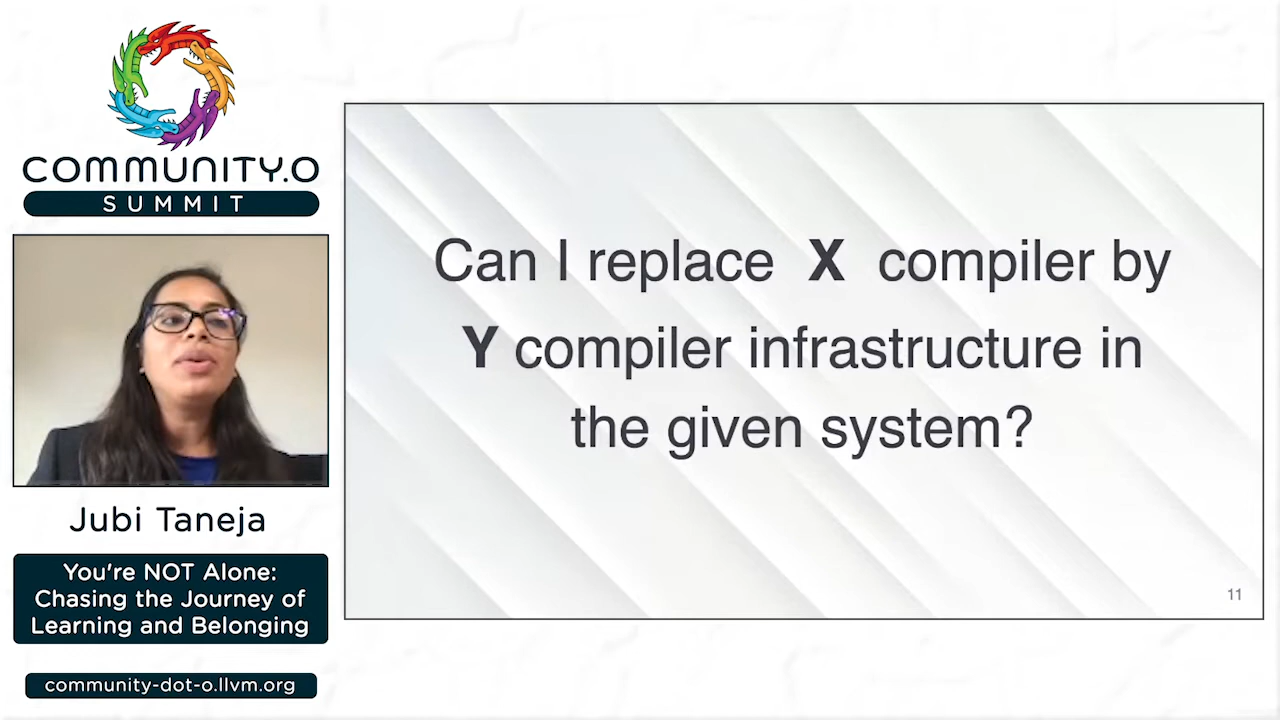 COMMUNITY.O
SUMMIT
Jubi Taneja
You're NOT Alone:
Chasing the Journey of
Learning and Belonging
community-dot-o.llvm.org
Can I replace X compiler by
Y compiler infrastructure in
the given system?
11